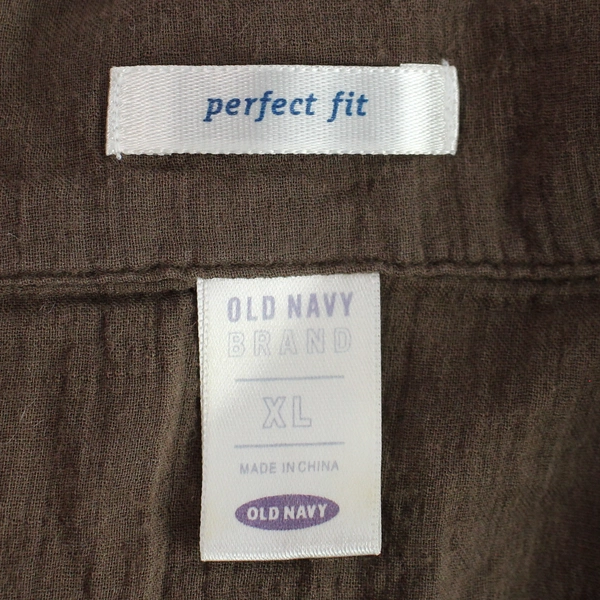 perfect fit
OLD NAVY
BRAND
XL
MADE IN CHINA
OLD NAVY